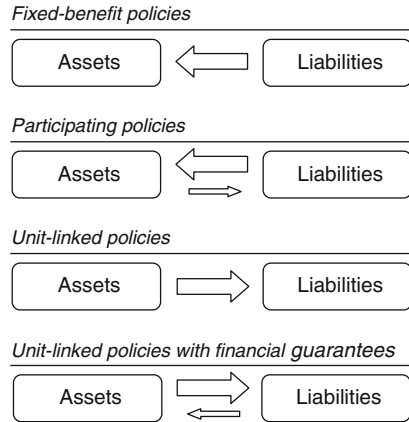 Fixed-benefit policies
Assets Liabilities
Participating policies
Assets Liabilities
Unit-linked policies
Assets Liabilities
Unit-linked policies with financial guarantees
Assets Liabilities